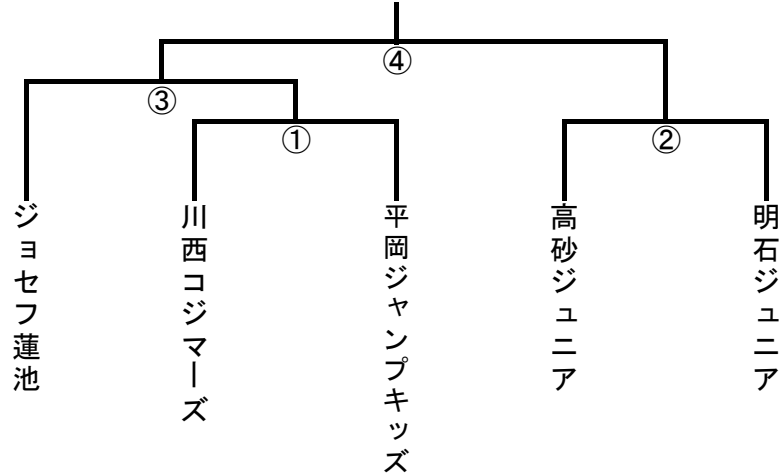 ④
③
①
②
ジョセフ蓮池
川西コジマーズ
平岡ジャンプキッズ
高砂ジュニア
明石ジュニア